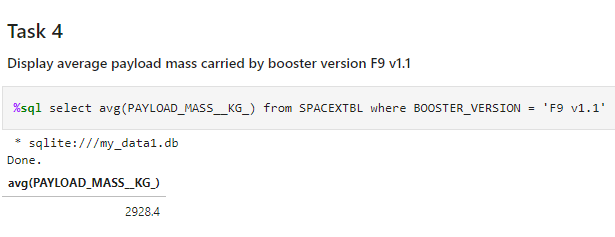 Task 4
Display average payload mass carried by booster version F9 v1.1
%sql select avg(PAYLOAD_MASS__KG_) from SPACEXTBL where BOOSTER_VERSION = 'F9 v1.1'
* sqlite:///my_data1.db
Done.
avg(PAYLOAD_MASS__KG_)
2928.4